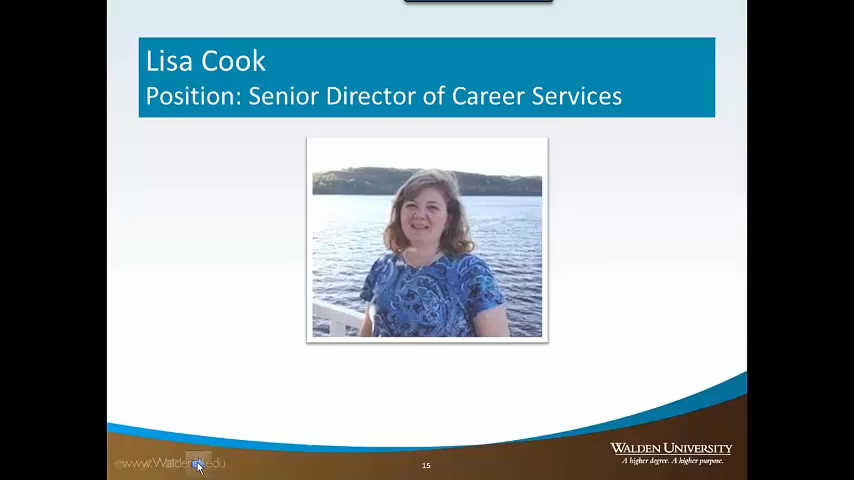 Lisa Cook
Position: Senior Director of Career Services
WALDEN UNIVERSITY
A higher degree. A higher purpose.
15